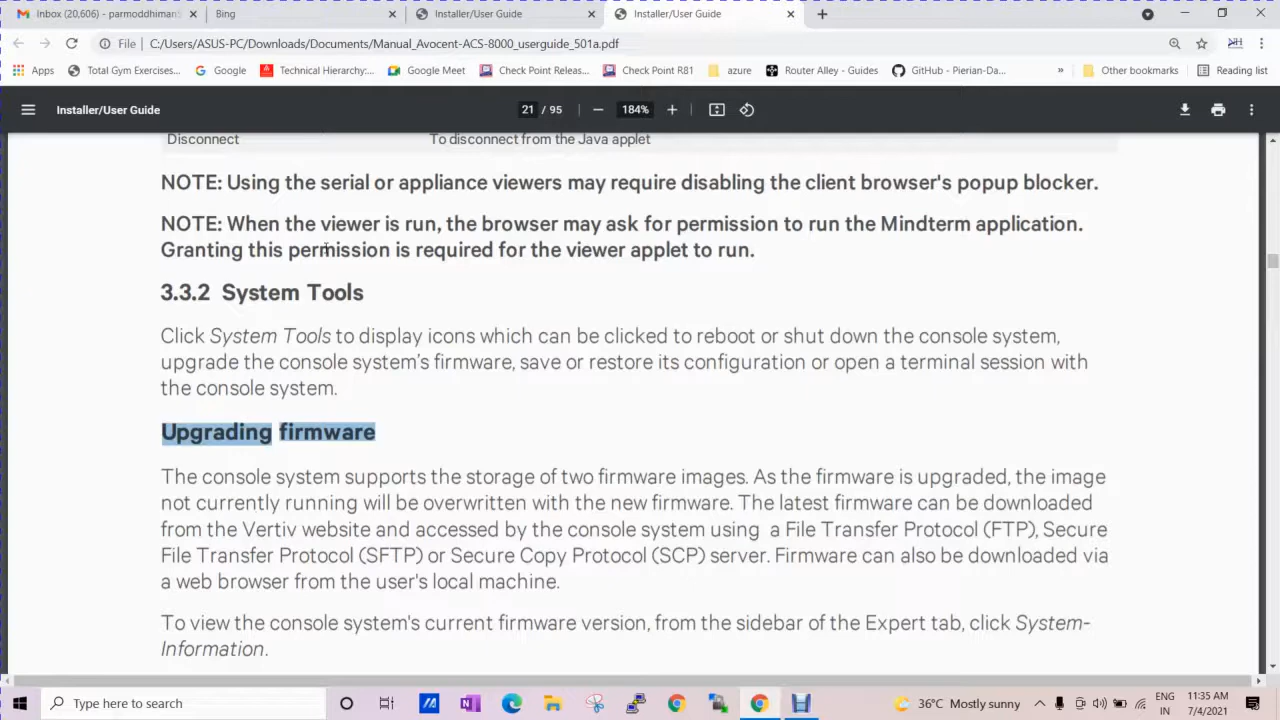 Inbox (20,606) - parmoddhiman
Bing
Installer/User Guide
Installer/User Guide
File
C:/Users/ASUS-PC/Downloads/Documents/Manual_Avocent-ACS-8000_userguide_501a.pdf
Apps
Total Gym Exercises...
Google
Technical Hierarchy:...
Google Meet
Check Point Releas...
Check Point R81
azure
Router Alley - Guides
GitHub - Pierian-Da...
»
Other bookmarks
Reading list
Installer/User Guide
21 / 95
184%
Disconnect To disconnect from the Java applet
NOTE: Using the serial or appliance viewers may require disabling the client browser's popup blocker.
NOTE: When the viewer is run, the browser may ask for permission to run the Mindterm application.
Granting this permission is required for the viewer applet to run.
3.3.2 System Tools
Click System Tools to display icons which can be clicked to reboot or shut down the console system,
upgrade the console system's firmware, save or restore its configuration or open a terminal session with
the console system.
Upgrading firmware
The console system supports the storage of two firmware images. As the firmware is upgraded, the image
not currently running will be overwritten with the new firmware. The latest firmware can be downloaded
from the Vertiv website and accessed by the console system using a File Transfer Protocol (FTP), Secure
File Transfer Protocol (SFTP) or Secure Copy Protocol (SCP) server. Firmware can also be downloaded via
a web browser from the user's local machine.
To view the console system's current firmware version, from the sidebar of the Expert tab, click System-
Information.
Type here to search
36°C Mostly sunny
ENG
IN
11:35 AM
7/4/2021